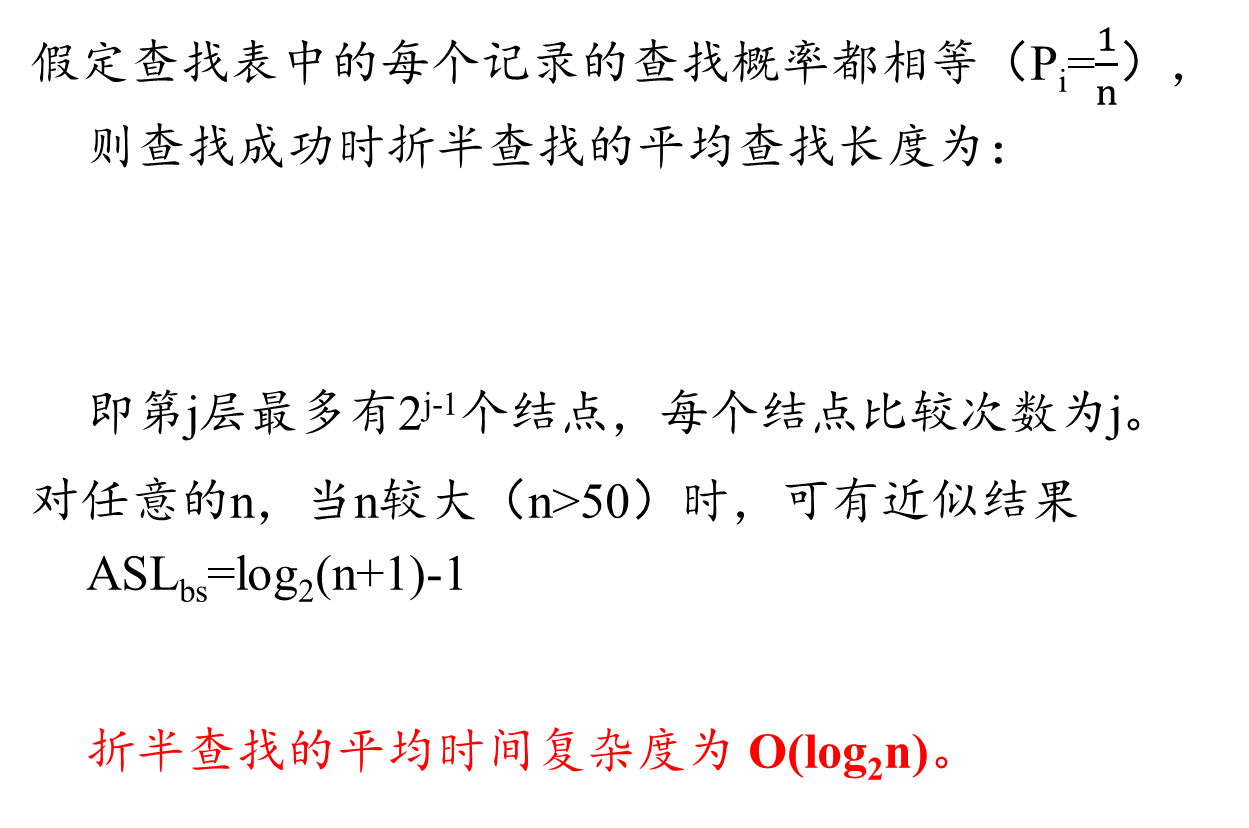 假定查找表中的每个记录的查找概率都相等（Pi=1/n），
则查找成功时折半查找的平均查找长度为：
即第j层最多有2^j-1个结点，每个结点比较次数为j。
对任意的n，当n较大（n>50）时，可有近似结果
ASLbs=log2(n+1)-1
折半查找的平均时间复杂度为 O(log2n)。